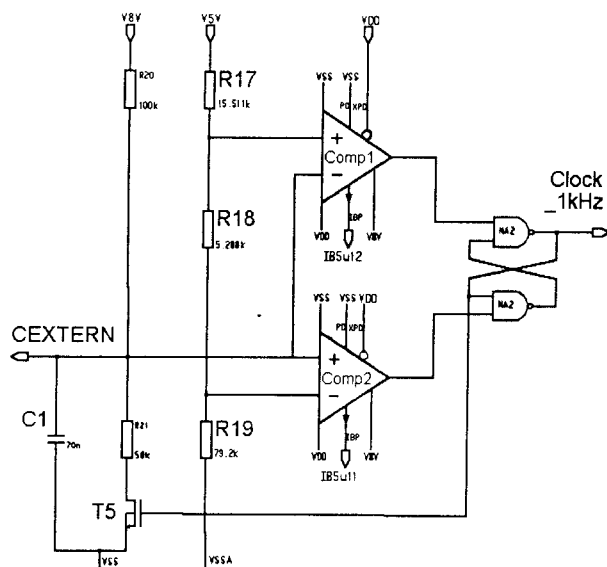 V8V
V5V
VDD
R20
100k
R17
15.511k
VSS
VSS
PD
XPD
+
Comp1
-
IBP
VDD
V8V
IB5u12
R18
5.288k
NA2
Clock
_1kHz
NA2
VSS
VSS
VDD
PD
XPD
CEXTERN
+
Comp2
-
IBP
VDD
V8V
IB5u11
C1
70n
R21
50k
R19
79.2k
T5
VSS
VSSA